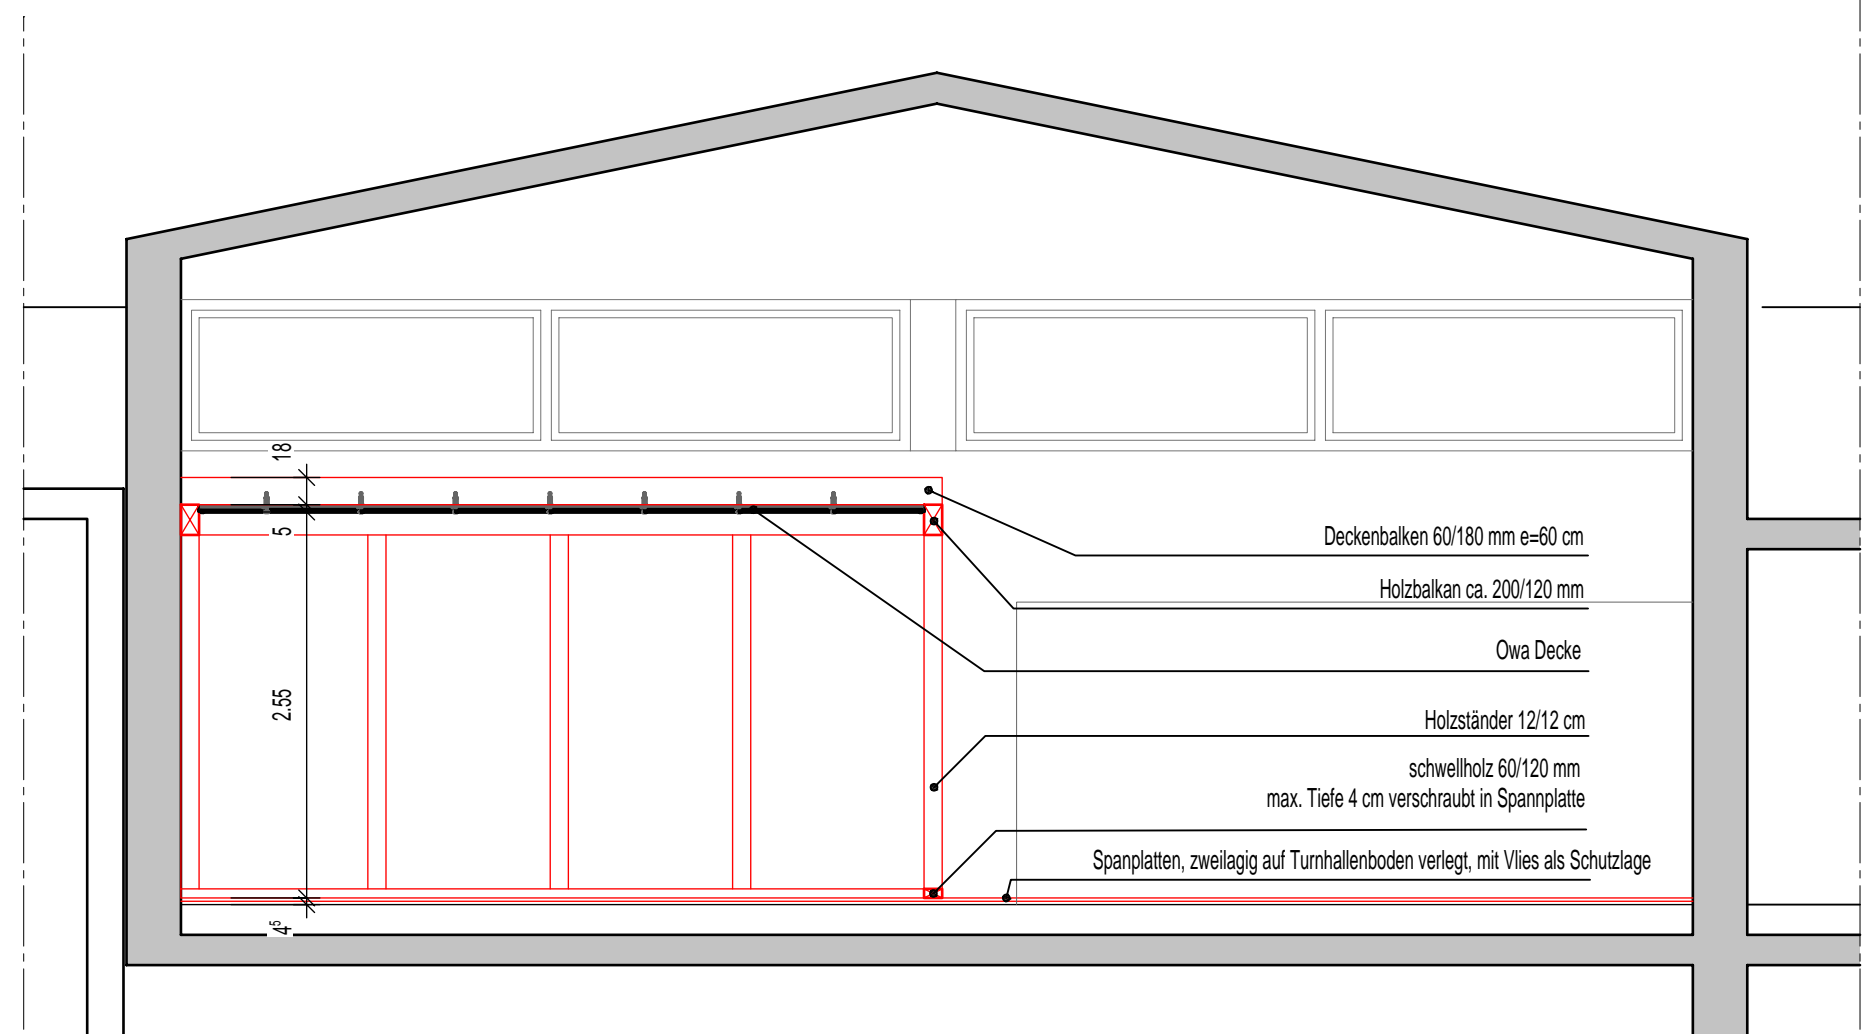 18
5
Deckenbalken 60/180 mm e=60 cm
Holzbalkan ca. 200/120 mm
Owa Decke
2.55
Holzständer 12/12 cm
schwellholz 60/120 mm
max. Tiefe 4 cm verschraubt in Spannplatte
Spanplatten, zweilagig auf Turnhallenboden verlegt, mit Vlies als Schutzlage
4⁵